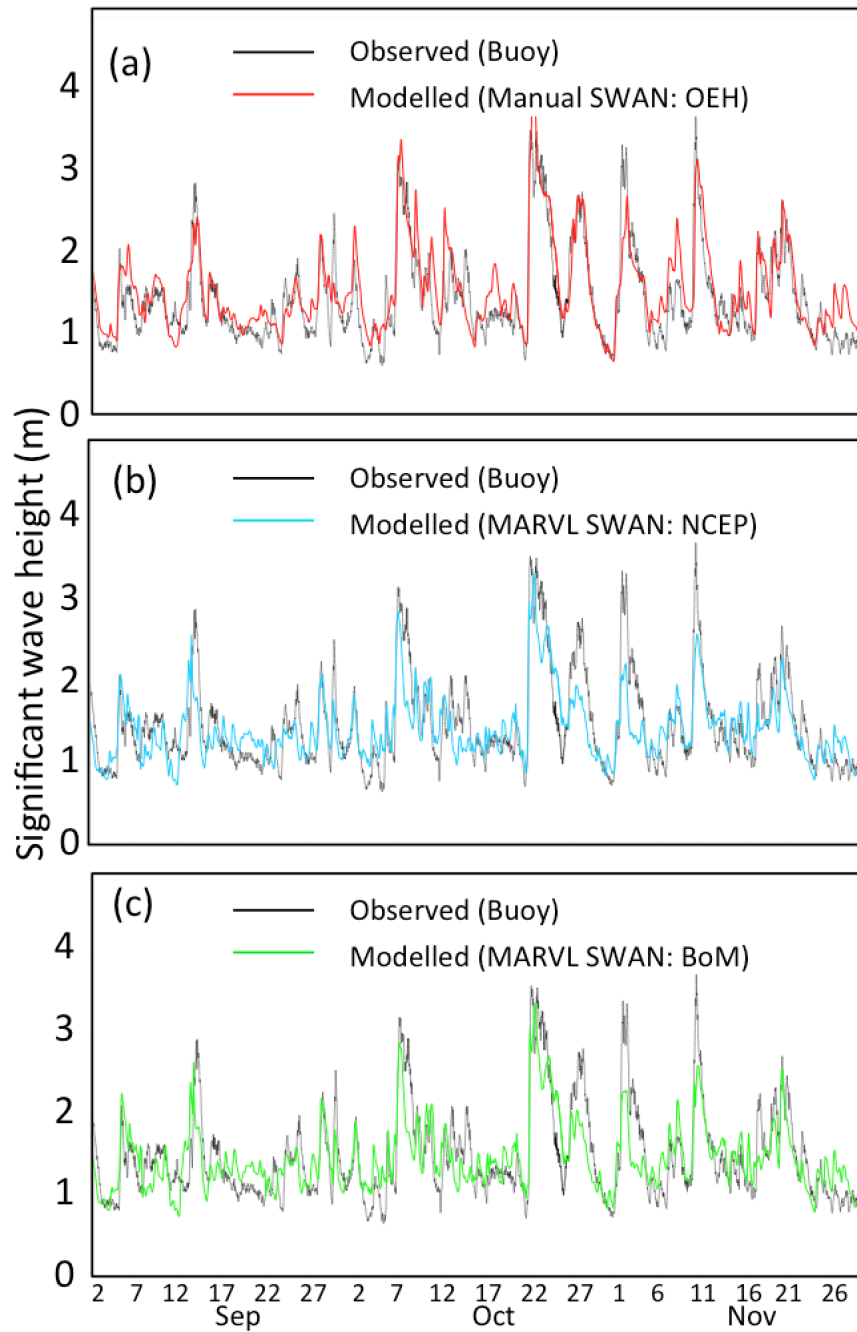 Significant wave height (m)
(a)
Observed (Buoy)
Modelled (Manual SWAN: OEH)
4
3
2
1
0
(b)
Observed (Buoy)
Modelled (MARVL SWAN: NCEP)
4
3
2
1
0
(c)
Observed (Buoy)
Modelled (MARVL SWAN: BoM)
4
3
2
1
0
2 7 12 17 22 27 2 7 12 17 22 27 1 6 11 16 21 26
Sep Oct Nov